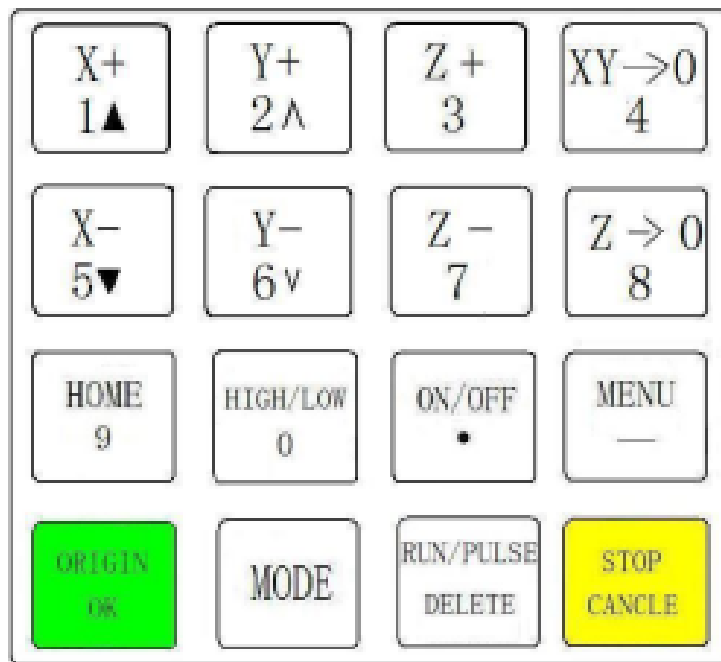 X+ Y+ Z+ XY→0
1▲ 2∧ 3 4
X- Y- Z- Z→0
5▼ 6∨ 7 8
HOME HIGH/LOW ON/OFF MENU
9 0 • —
ORIGIN MODE RUN/PULSE STOP
OK DELETE CANCLE